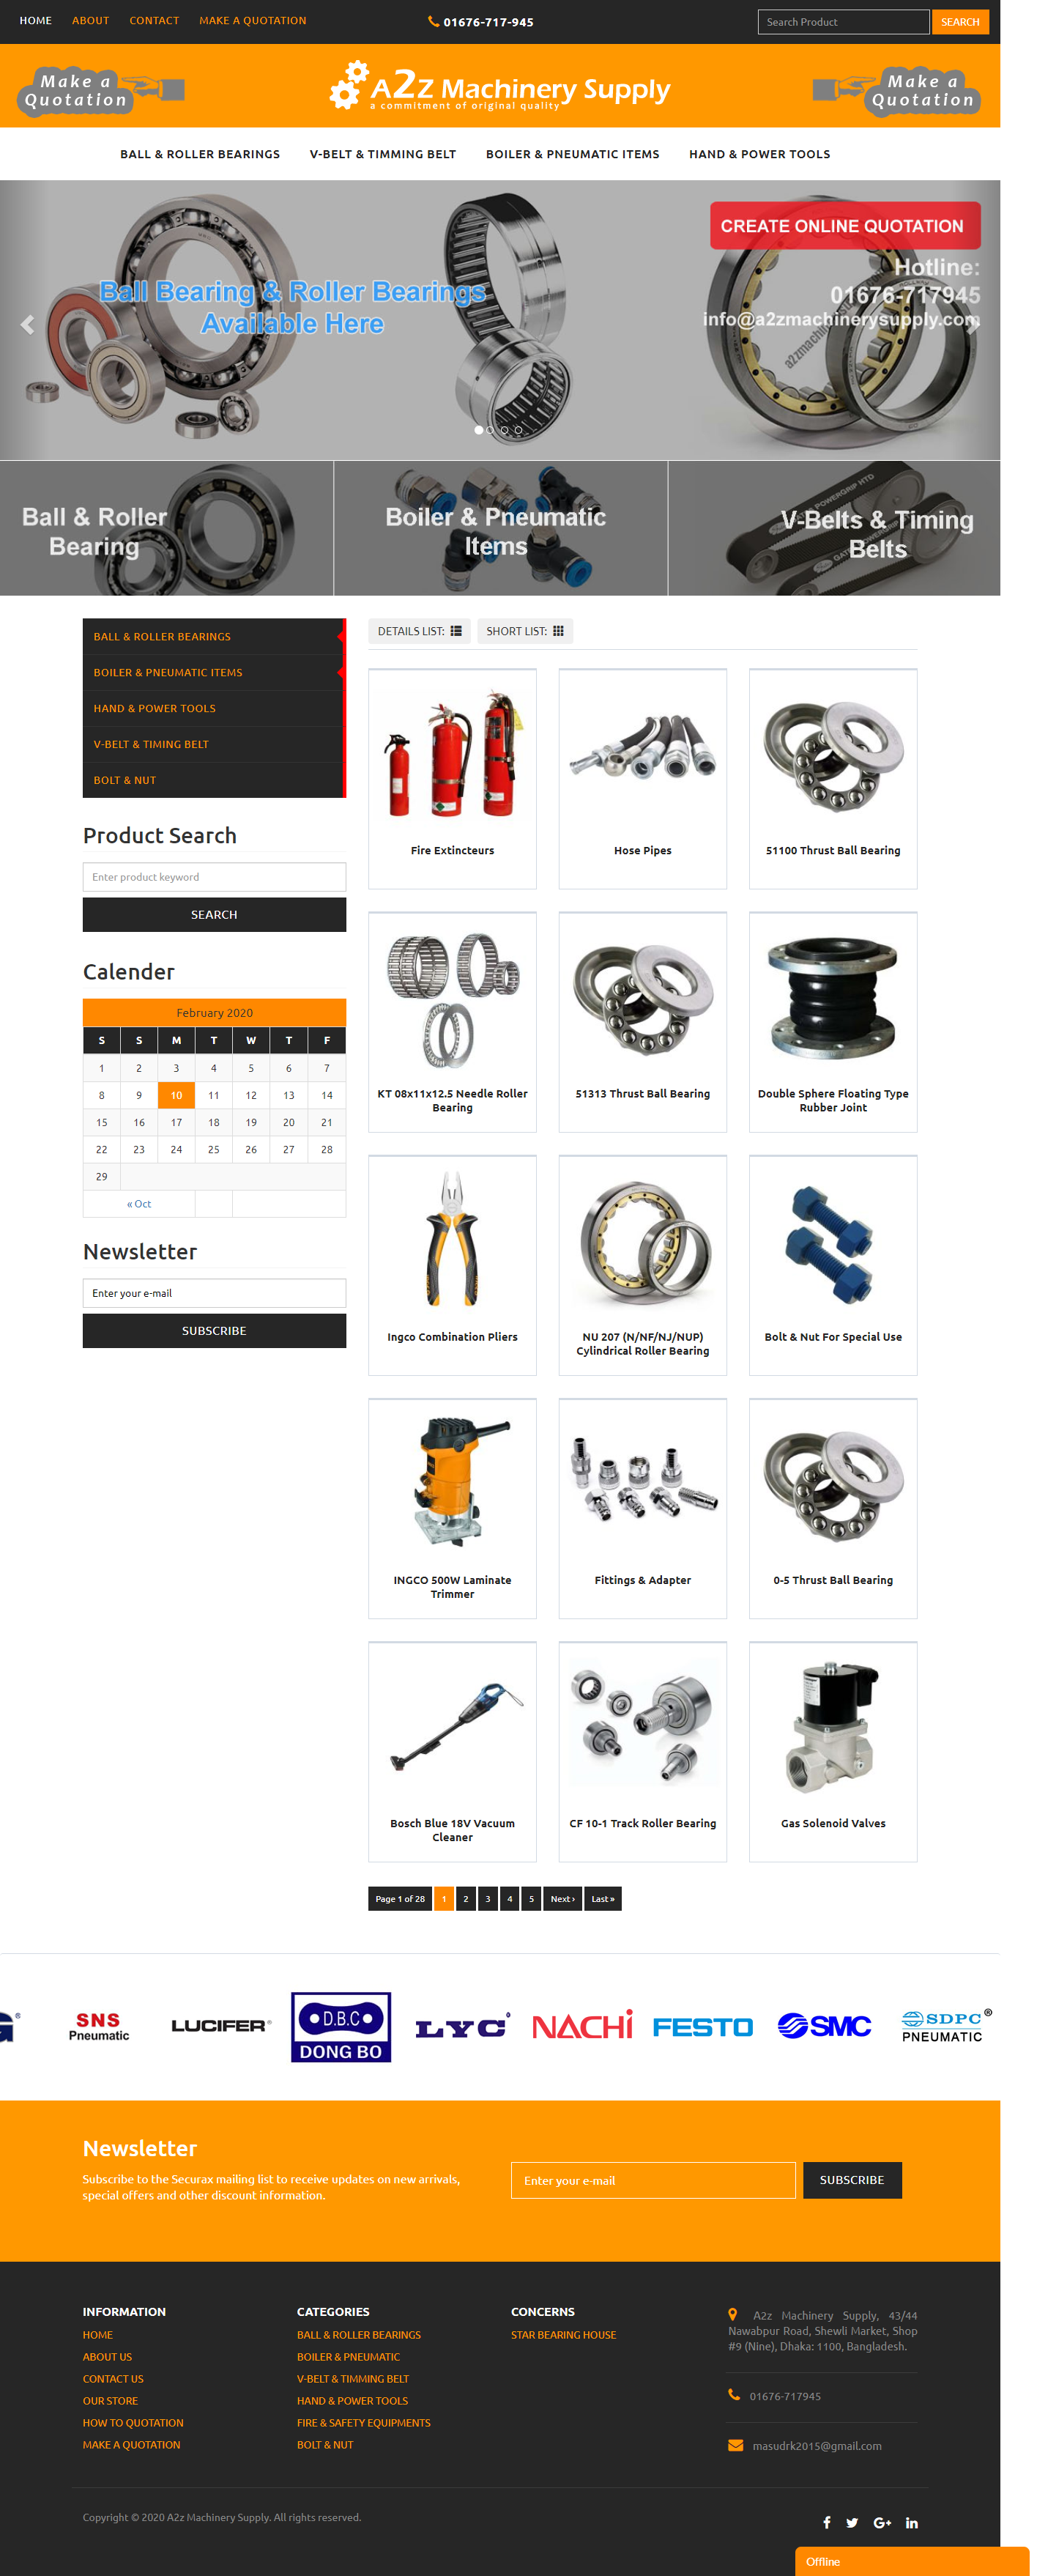 HOME ABOUT CONTACT MAKE A QUOTATION
01676-717-945
Search Product
SEARCH
Make a
Quotation
A2z Machinery Supply
a commitment of original quality
Make a
Quotation
BALL & ROLLER BEARINGS V-BELT & TIMMING BELT BOILER & PNEUMATIC ITEMS HAND & POWER TOOLS
Ball Bearing & Roller Bearings
Available Here
CREATE ONLINE QUOTATION
Hotline:
01676-717945
info@a2zmachinerysupply.com
Ball & Roller
Bearing
Boiler & Pneumatic
Items
V-Belts & Timing
Belts
BALL & ROLLER BEARINGS
BOILER & PNEUMATIC ITEMS
HAND & POWER TOOLS
V-BELT & TIMING BELT
BOLT & NUT
Product Search
Enter product keyword
SEARCH
Calender
February 2020
S S M T W T F
1 2 3 4 5 6 7
8 9 10 11 12 13 14
15 16 17 18 19 20 21
22 23 24 25 26 27 28
29
« Oct
Newsletter
Enter your e-mail
SUBSCRIBE
DETAILS LIST: SHORT LIST:
Fire Extincteurs
Hose Pipes
51100 Thrust Ball Bearing
KT 08x11x12.5 Needle Roller
Bearing
51313 Thrust Ball Bearing
Double Sphere Floating Type
Rubber Joint
Ingco Combination Pliers
NU 207 (N/NF/NJ/NUP)
Cylindrical Roller Bearing
Bolt & Nut For Special Use
INGCO 500W Laminate
Trimmer
Fittings & Adapter
0-5 Thrust Ball Bearing
Bosch Blue 18V Vacuum
Cleaner
CF 10-1 Track Roller Bearing
Gas Solenoid Valves
Page 1 of 28 1 2 3 4 5 Next › Last »
SNS
Pneumatic
LUCIFER®
D.B.C
DONG BO
LYC
NACHI
FESTO
SMC
SDPC®
PNEUMATIC
Newsletter
Subscribe to the Securax mailing list to receive updates on new arrivals,
special offers and other discount information.
Enter your e-mail
SUBSCRIBE
INFORMATION
HOME
ABOUT US
CONTACT US
OUR STORE
HOW TO QUOTATION
MAKE A QUOTATION
CATEGORIES
BALL & ROLLER BEARINGS
BOILER & PNEUMATIC
V-BELT & TIMMING BELT
HAND & POWER TOOLS
FIRE & SAFETY EQUIPMENTS
BOLT & NUT
CONCERNS
STAR BEARING HOUSE
A2z Machinery Supply, 43/44
Nawabpur Road, Shewli Market, Shop
#9 (Nine), Dhaka: 1100, Bangladesh.
01676-717945
masudrk2015@gmail.com
Copyright © 2020 A2z Machinery Supply. All rights reserved.
Offline